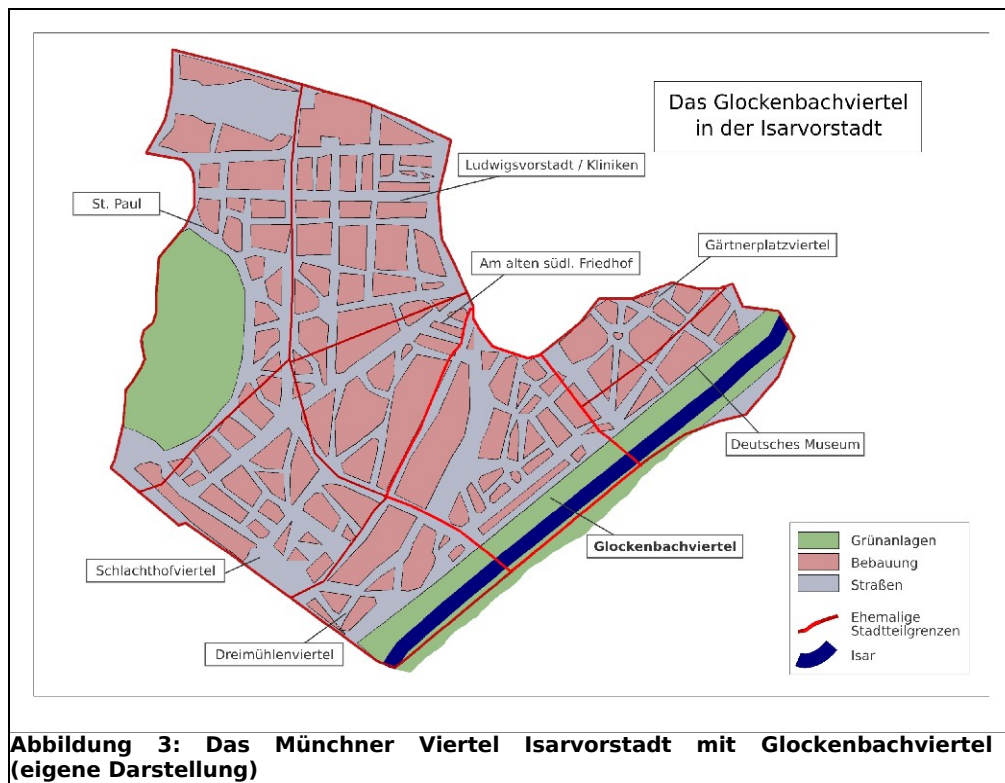 Das Glockenbachviertel
in der Isarvorstadt
Ludwigsvorstadt / Kliniken
St. Paul
Gärtnerplatzviertel
Am alten südl. Friedhof
Deutsches Museum
Glockenbachviertel
Schlachthofviertel
Dreimühlenviertel
Grünanlagen
Bebauung
Straßen
Ehemalige
Stadtteilgrenzen
Isar
Abbildung 3: Das Münchner Viertel Isarvorstadt mit Glockenbachviertel
(eigene Darstellung)